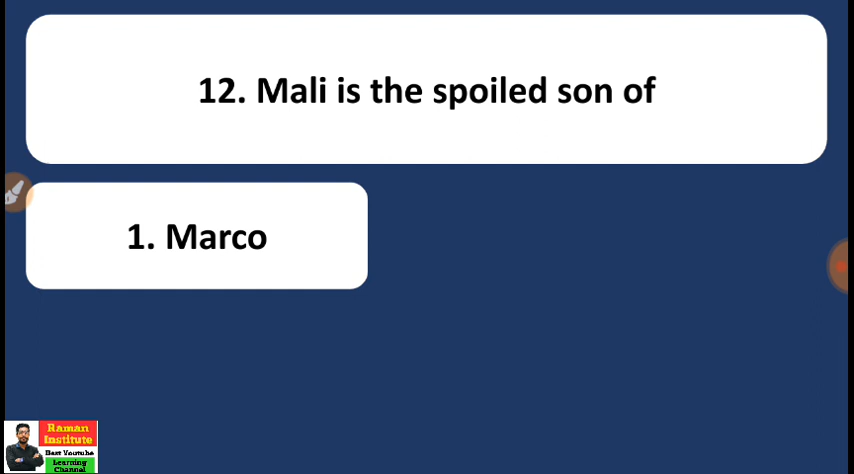 12. Mali is the spoiled son of
1. Marco
Raman
Institute
Best Youtube
Learning
Channel